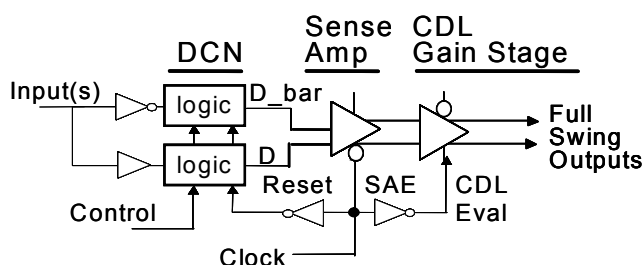 Sense
Amp
CDL
Gain Stage
DCN
Input(s)
logic
D_bar
logic
D
Full
Swing
Outputs
Reset
SAE
CDL
Eval
Control
Clock